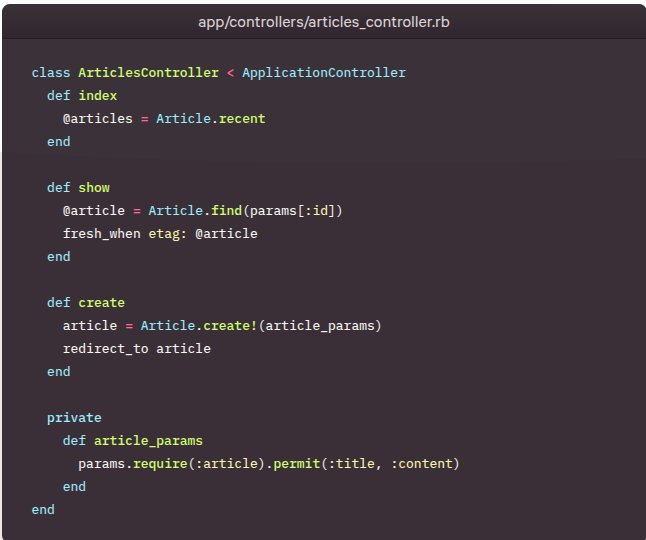 app/controllers/articles_controller.rb
class ArticlesController < ApplicationController
  def index
    @articles = Article.recent
  end
  def show
    @article = Article.find(params[:id])
    fresh_when etag: @article
  end
  def create
    article = Article.create!(article_params)
    redirect_to article
  end
  private
    def article_params
      params.require(:article).permit(:title, :content)
    end
end